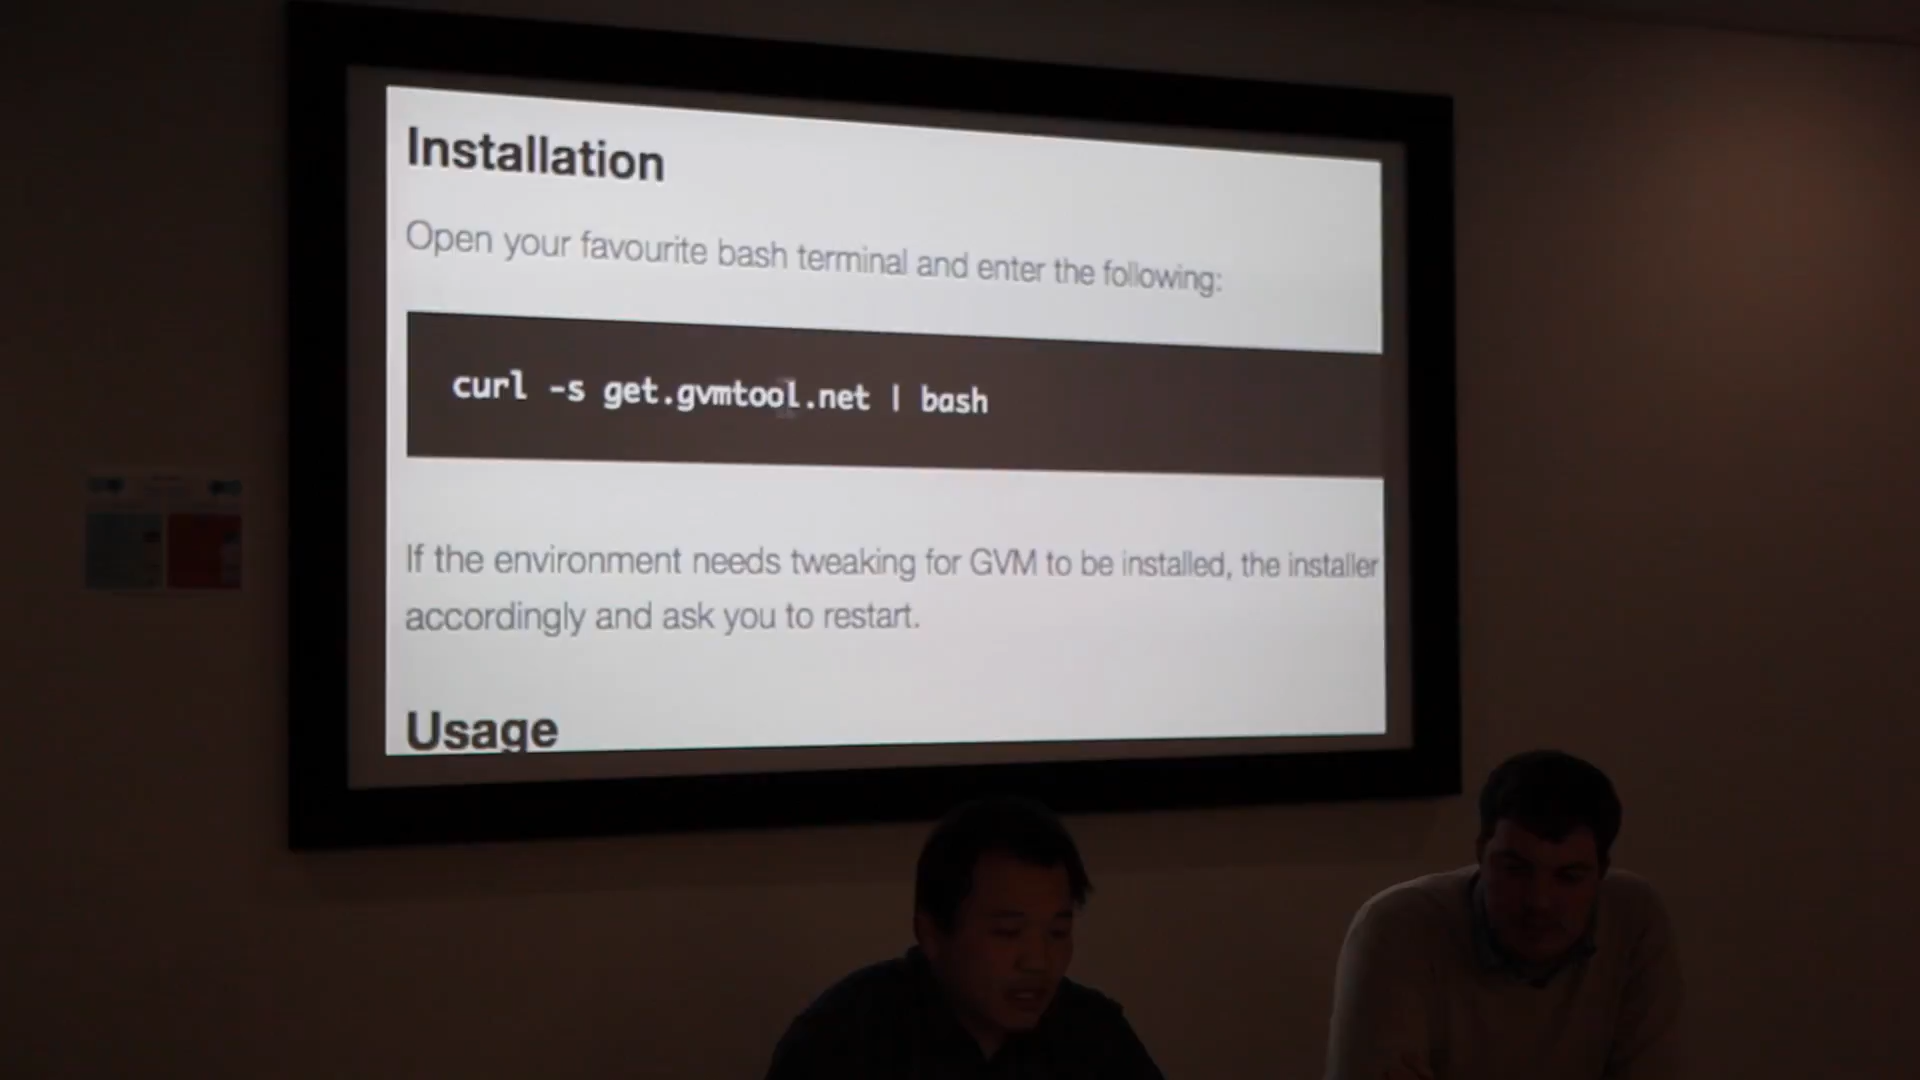 Installation
Open your favourite bash terminal and enter the following:
curl -s get.gvmtool.net | bash
If the environment needs tweaking for GVM to be installed, the installer
accordingly and ask you to restart.
Usage